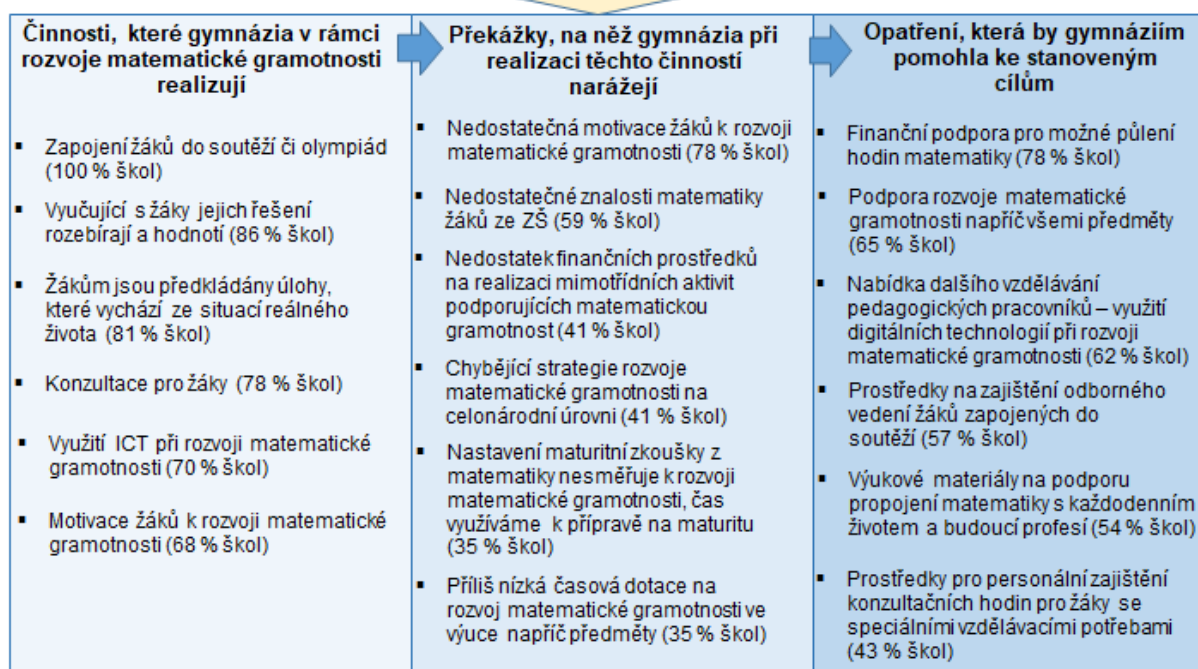 Činnosti, které gymnázia v rámci
rozvoje matematické gramotnosti
realizují
▪ Zapojení žáků do soutěží či olympiád
(100 % škol)
▪ Vyučující s žáky jejich řešení
rozebírají a hodnotí (86 % škol)
▪ Žákům jsou předkládány úlohy,
které vychází ze situací reálného
života (81 % škol)
▪ Konzultace pro žáky (78 % škol)
▪ Využití ICT při rozvoji matematické
gramotnosti (70 % škol)
▪ Motivace žáků k rozvoji matematické
gramotnosti (68 % škol)
Překážky, na něž gymnázia při
realizaci těchto činností
narážejí
▪ Nedostatečná motivace žáků k rozvoji
matematické gramotnosti (78 % škol)
▪ Nedostatečné znalosti matematiky
žáků ze ZŠ (59 % škol)
▪ Nedostatek finančních prostředků
na realizaci mimotřídních aktivit
podporujících matematickou
gramotnost (41 % škol)
▪ Chybějící strategie rozvoje
matematické gramotnosti na
celonárodní úrovni (41 % škol)
▪ Nastavení maturitní zkoušky z
matematiky nesměřuje k rozvoji
matematické gramotnosti, čas
využíváme k přípravě na maturitu
(35 % škol)
▪ Příliš nízká časová dotace na
rozvoj matematické gramotnosti ve
výuce napříč předměty (35 % škol)
Opatření, která by gymnáziím
pomohla ke stanoveným
cílům
▪ Finanční podpora pro možné půlení
hodin matematiky (78 % škol)
▪ Podpora rozvoje matematické
gramotnosti napříč všemi předměty
(65 % škol)
▪ Nabídka dalšího vzdělávání
pedagogických pracovníků – využití
digitálních technologií při rozvoji
matematické gramotnosti (62 % škol)
▪ Prostředky na zajištění odborného
vedení žáků zapojených do
soutěží (57 % škol)
▪ Výukové materiály na podporu
propojení matematiky s každodenním
životem a budoucí profesí (54 % škol)
▪ Prostředky pro personální zajištění
konzultačních hodin pro žáky se
speciálními vzdělávacími potřebami
(43 % škol)